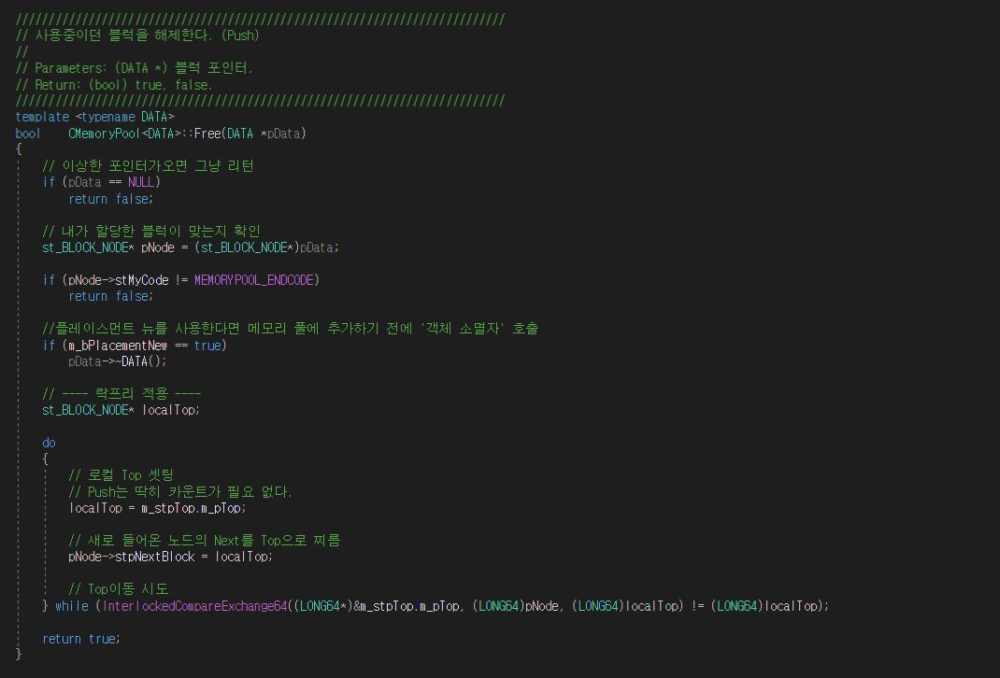 //////////////////////////////////////////////////////////////////////////
// 사용중이던 블럭을 해제한다. (Push)
//
// Parameters: (DATA *) 블럭 포인터.
// Return: (bool) true, false.
//////////////////////////////////////////////////////////////////////////
template <typename DATA>
bool    CMemoryPool<DATA>::Free(DATA *pData)
{
    // 이상한 포인터가오면 그냥 리턴
    if (pData == NULL)
        return false;
    // 내가 할당한 블럭이 맞는지 확인
    st_BLOCK_NODE* pNode = (st_BLOCK_NODE*)pData;
    if (pNode->stMyCode != MEMORYPOOL_ENDCODE)
        return false;
    //플레이스먼트 뉴를 사용한다면 메모리 풀에 추가하기 전에 '객체 소멸자' 호출
    if (m_bPlacementNew == true)
        pData->~DATA();
    // ---- 락프리 적용 ----
    st_BLOCK_NODE* localTop;
    do
    {
        // 로컬 Top 셋팅
        // Push는 딱히 카운트가 필요 없다.
        localTop = m_stpTop.m_pTop;
        // 새로 들어온 노드의 Next를 Top으로 찌름
        pNode->stpNextBlock = localTop;
        // Top이동 시도
    } while (InterlockedCompareExchange64((LONG64*)&m_stpTop.m_pTop, (LONG64)pNode, (LONG64)localTop) != (LONG64)localTop);
    return true;
}